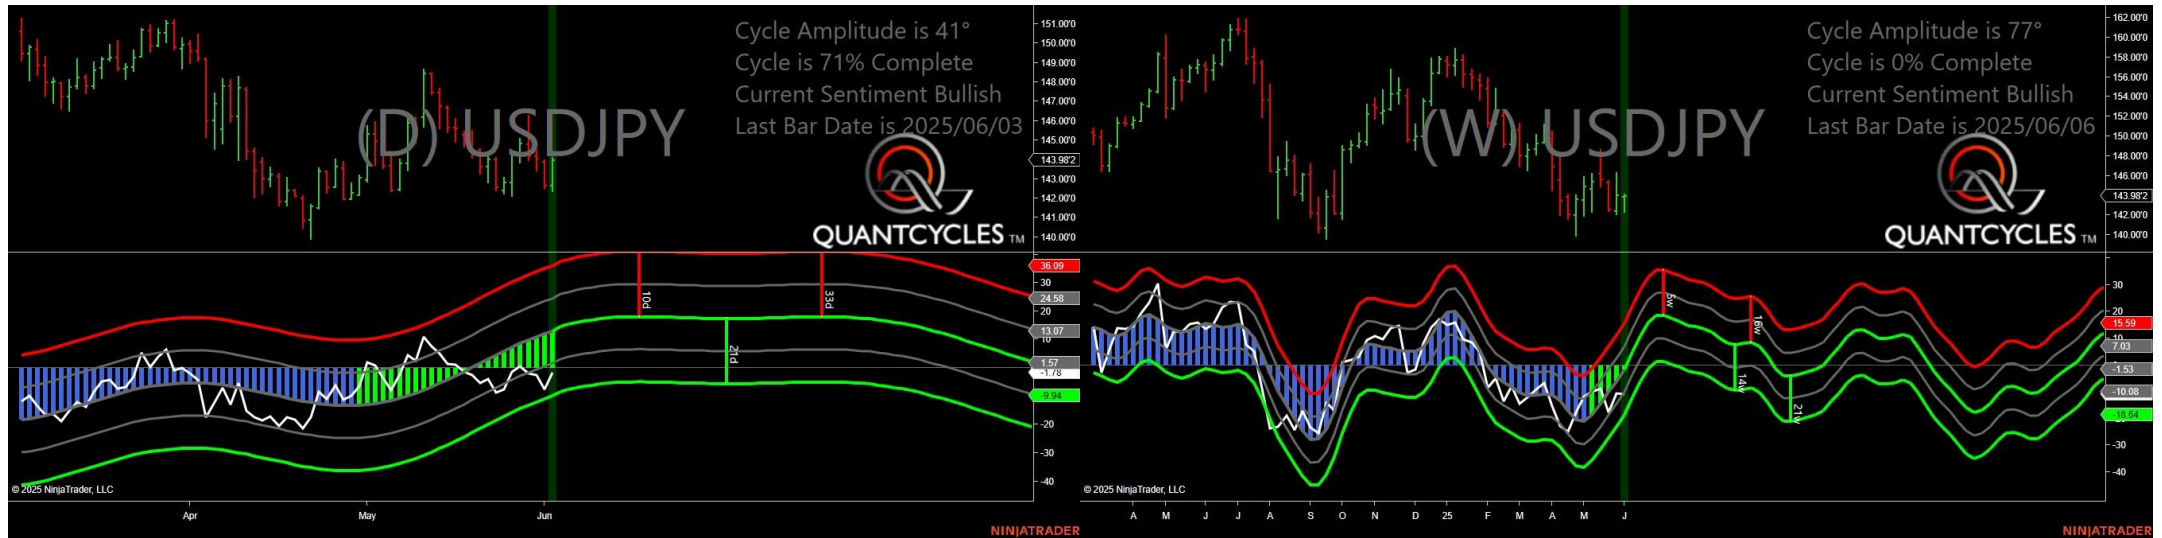 Cycle Amplitude is 41°
Cycle is 71% Complete
Current Sentiment Bullish
Last Bar Date is 2025/06/03
(D) USDJPY
QUANTCYCLES TM
151.00'0
150.00'0
149.00'0
148.00'0
147.00'0
146.00'0
145.00'0
143.98'2
143.00'0
142.00'0
141.00'0
140.00'0
36.09
30
24.58
20
13.07
10
1.57
-1.78
-9.94
-20
-30
-40
10d
33d
21d
© 2025 NinjaTrader, LLC
Apr
May
Jun
NINJATRADER
Cycle Amplitude is 77°
Cycle is 0% Complete
Current Sentiment Bullish
Last Bar Date is 2025/06/06
(W) USDJPY
QUANTCYCLES TM
162.00'0
160.00'0
158.00'0
156.00'0
154.00'0
152.00'0
150.00'0
148.00'0
146.00'0
143.98'2
142.00'0
140.00'0
30
20
15.59
7.03
-1.53
-10.08
-18.64
-30
-40
5w
16w
14w
21w
© 2025 NinjaTrader, LLC
A M J J A S O N D 25 F M A M J
NINJATRADER